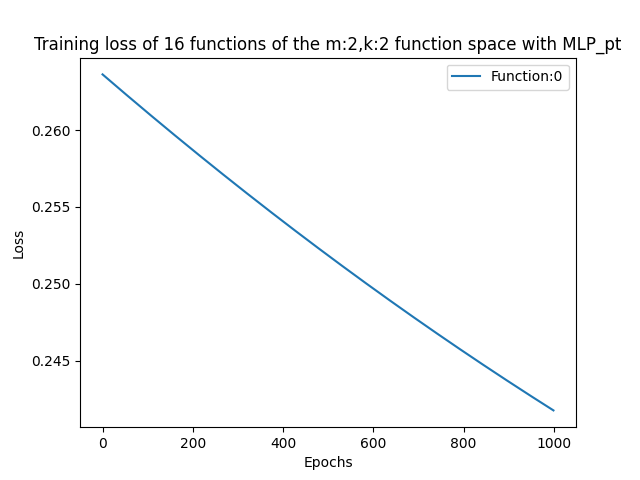 Training loss of 16 functions of the m:2,k:2 function space with MLP_pt
Function:0
0.260
0.255
0.250
0.245
Loss
0
200
400
600
800
1000
Epochs